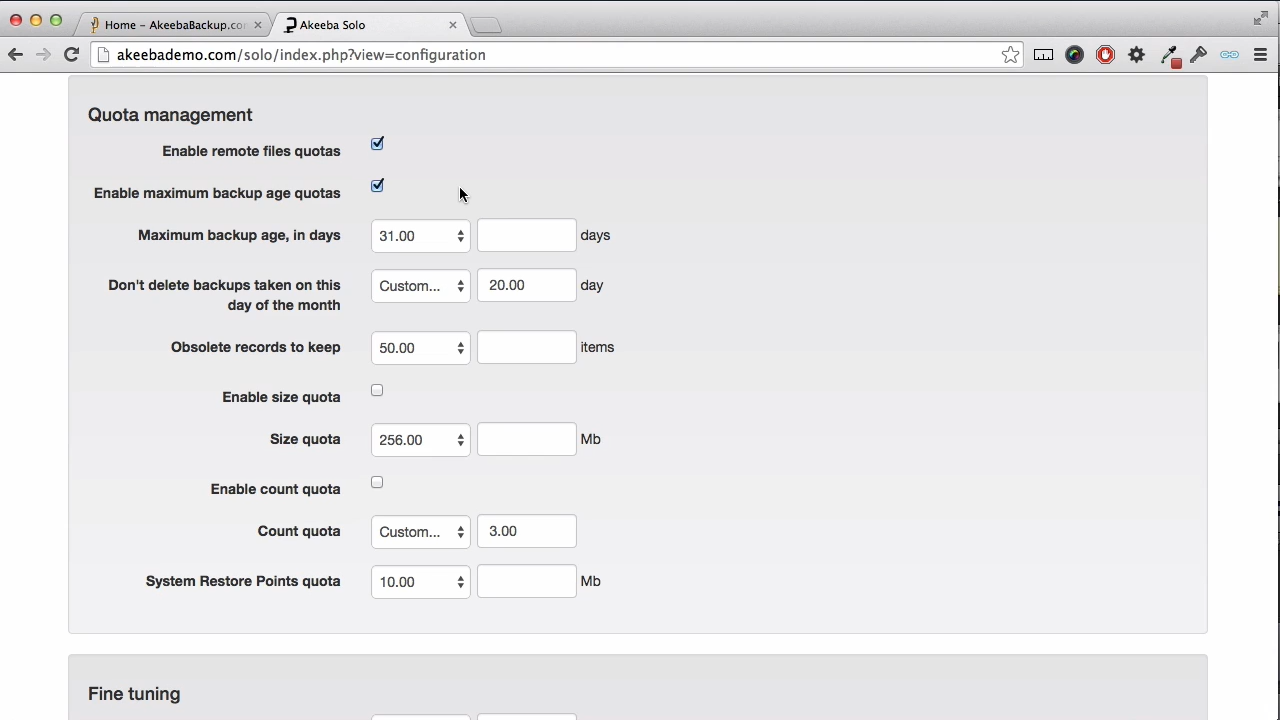 Home – AkeebaBackup.co
Akeeba Solo
akeebademo.com/solo/index.php?view=configuration
Quota management
Enable remote files quotas
Enable maximum backup age quotas
Maximum backup age, in days 31.00 days
Don't delete backups taken on this
day of the month
Custom... 20.00 day
Obsolete records to keep 50.00 items
Enable size quota
Size quota 256.00 Mb
Enable count quota
Count quota Custom... 3.00
System Restore Points quota 10.00 Mb
Fine tuning